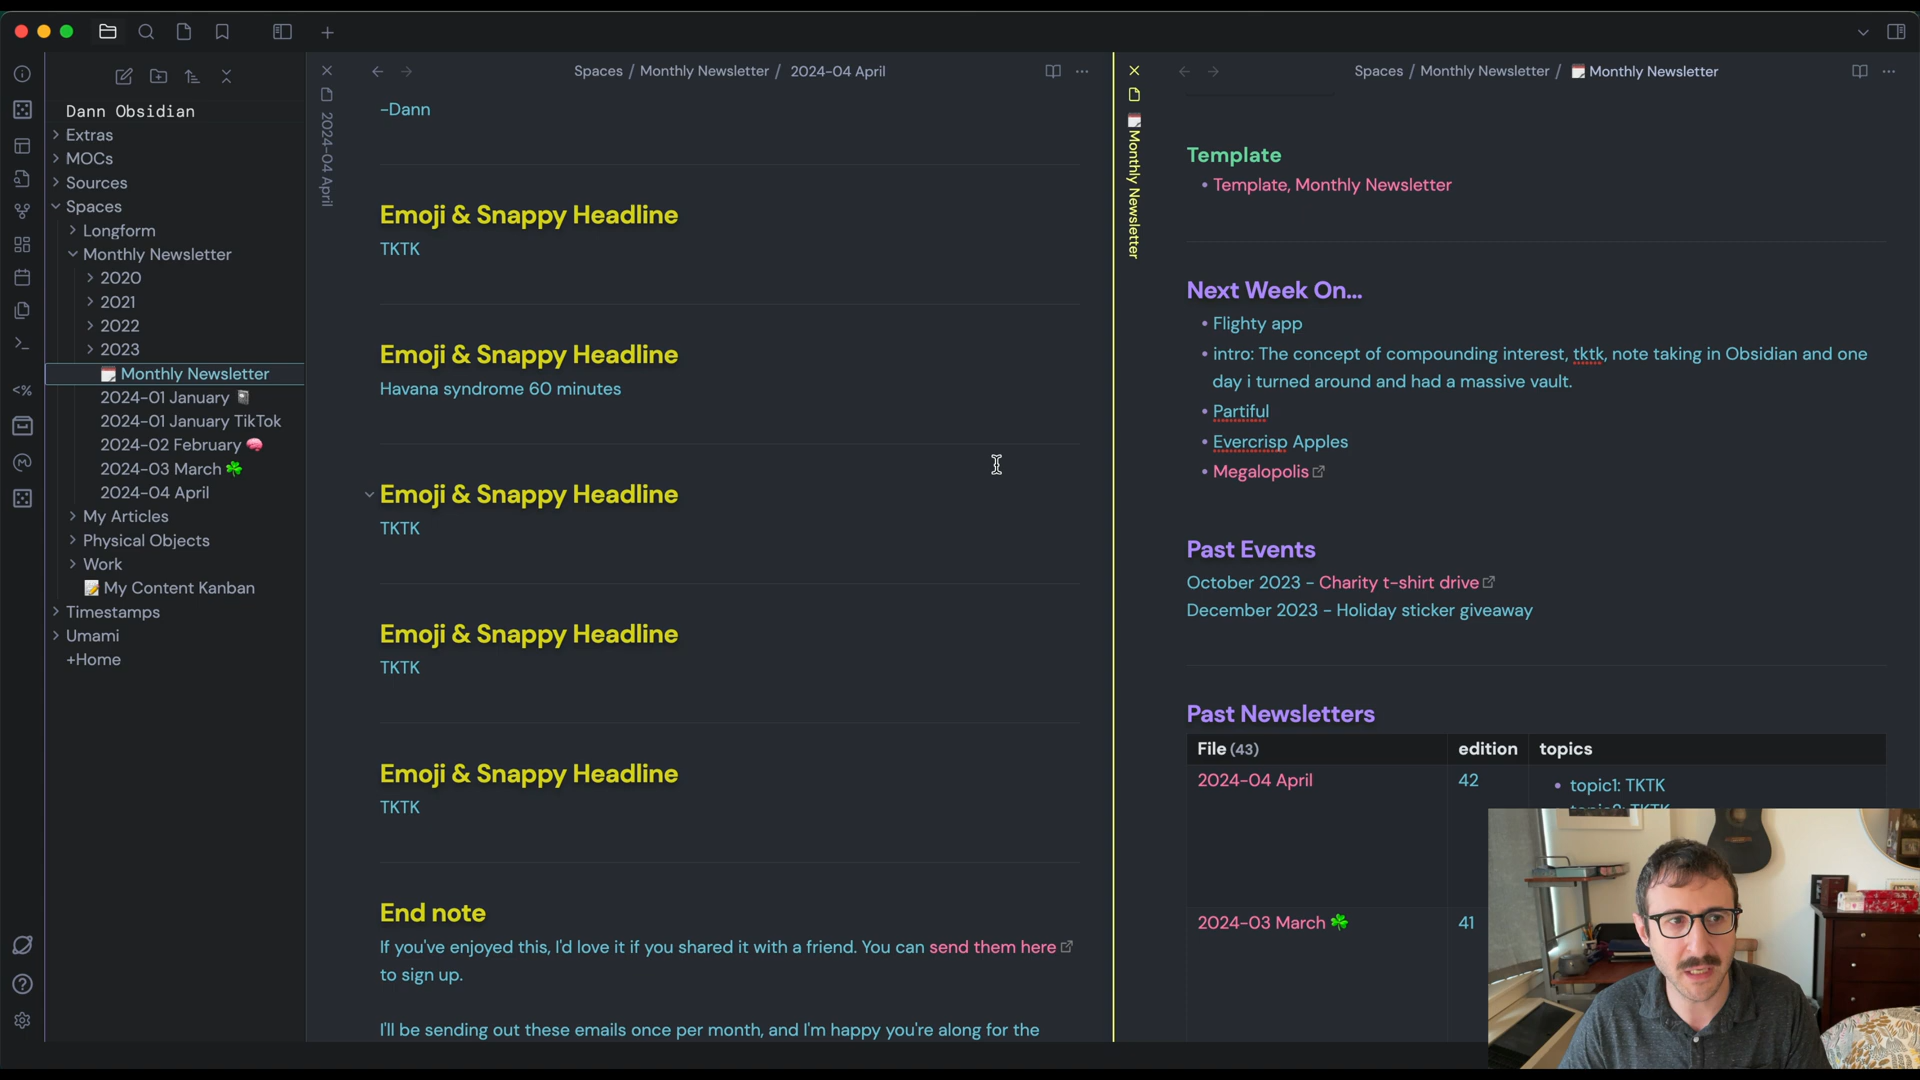 Dann Obsidian
Extras
MOCs
Sources
Spaces
Longform
Monthly Newsletter
2020
2021
2022
2023
Monthly Newsletter
2024-01 January
2024-01 January TikTok
2024-02 February
2024-03 March
2024-04 April
My Articles
Physical Objects
Work
My Content Kanban
Timestamps
Umami
+Home
2024-04 April
Spaces / Monthly Newsletter / 2024-04 April
-Dann
Emoji & Snappy Headline
TKTK
Emoji & Snappy Headline
Havana syndrome 60 minutes
Emoji & Snappy Headline
TKTK
Emoji & Snappy Headline
TKTK
Emoji & Snappy Headline
TKTK
End note
If you've enjoyed this, I'd love it if you shared it with a friend. You can send them here
to sign up.
I'll be sending out these emails once per month, and I'm happy you're along for the
Monthly Newsletter
Spaces / Monthly Newsletter / Monthly Newsletter
Template
• Template, Monthly Newsletter
Next Week On...
• Flighty app
• intro: The concept of compounding interest, tktk, note taking in Obsidian and one
day i turned around and had a massive vault.
• Partiful
• Evercrisp Apples
• Megalopolis
Past Events
October 2023 - Charity t-shirt drive
December 2023 - Holiday sticker giveaway
Past Newsletters
File (43) edition topics
2024-04 April 42 • topic1: TKTK
topic2: TKTK
2024-03 March 41